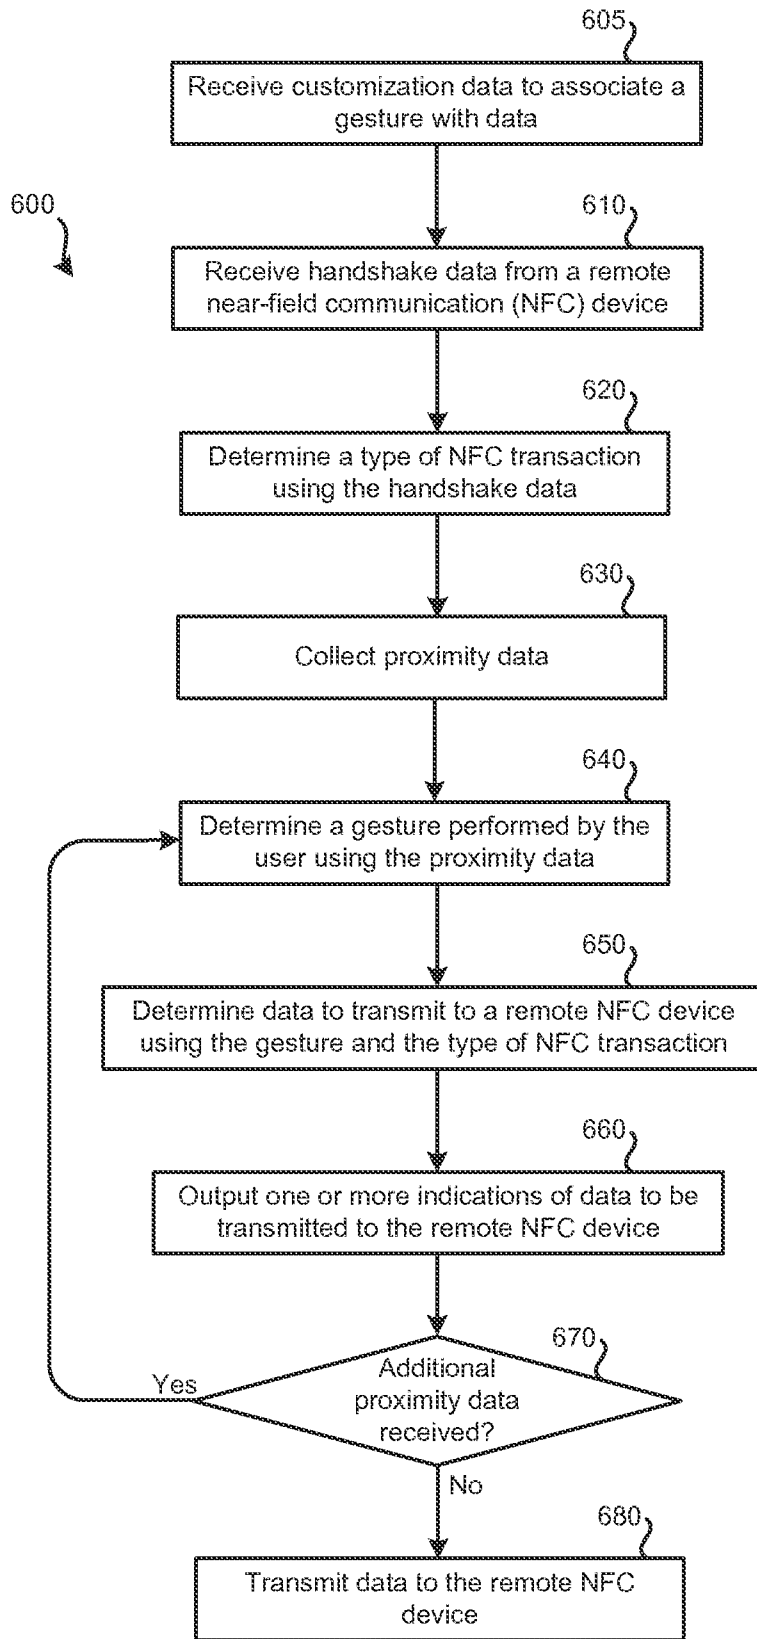 605
Receive customization data to associate a
gesture with data
600
610
Receive handshake data from a remote
near-field communication (NFC) device
620
Determine a type of NFC transaction
using the handshake data
630
Collect proximity data
640
Determine a gesture performed by the
user using the proximity data
650
Determine data to transmit to a remote NFC device
using the gesture and the type of NFC transaction
660
Output one or more indications of data to be
transmitted to the remote NFC device
670
Additional
proximity data
received?
Yes
No
680
Transmit data to the remote NFC
device